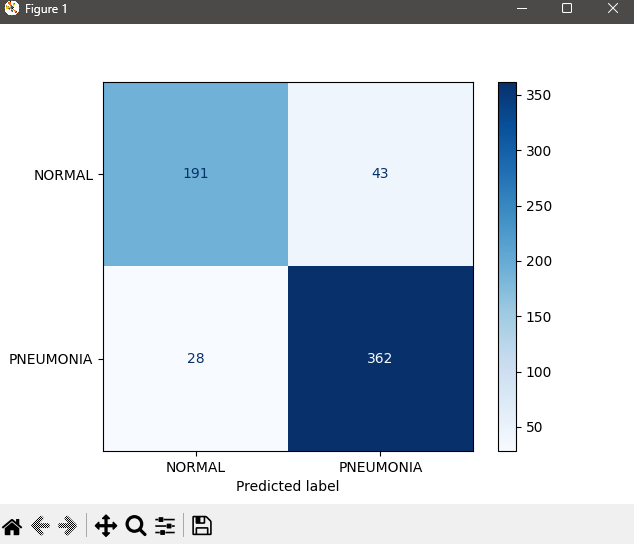 Figure 1
350
NORMAL 191 43
300
250
200
150
PNEUMONIA 28 362
100
50
NORMAL PNEUMONIA
Predicted label